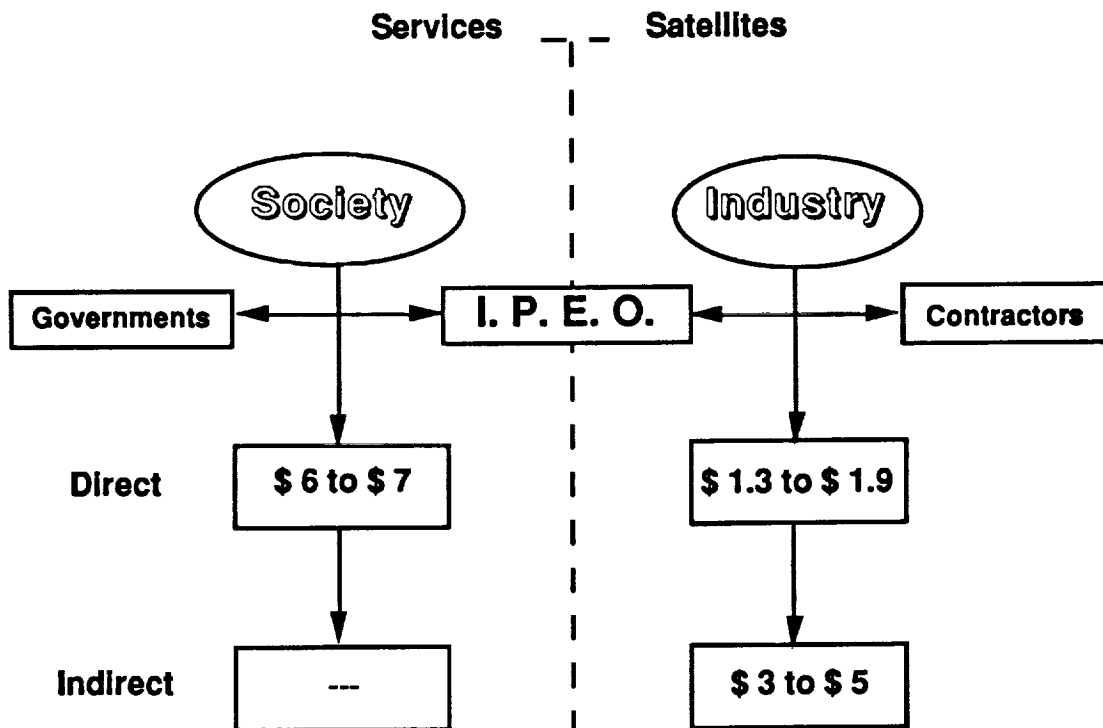 Services - - - Satellites
Society Industry
Governments I. P. E. O. Contractors
Direct $ 6 to $ 7 $ 1.3 to $ 1.9
Indirect --- $ 3 to $ 5